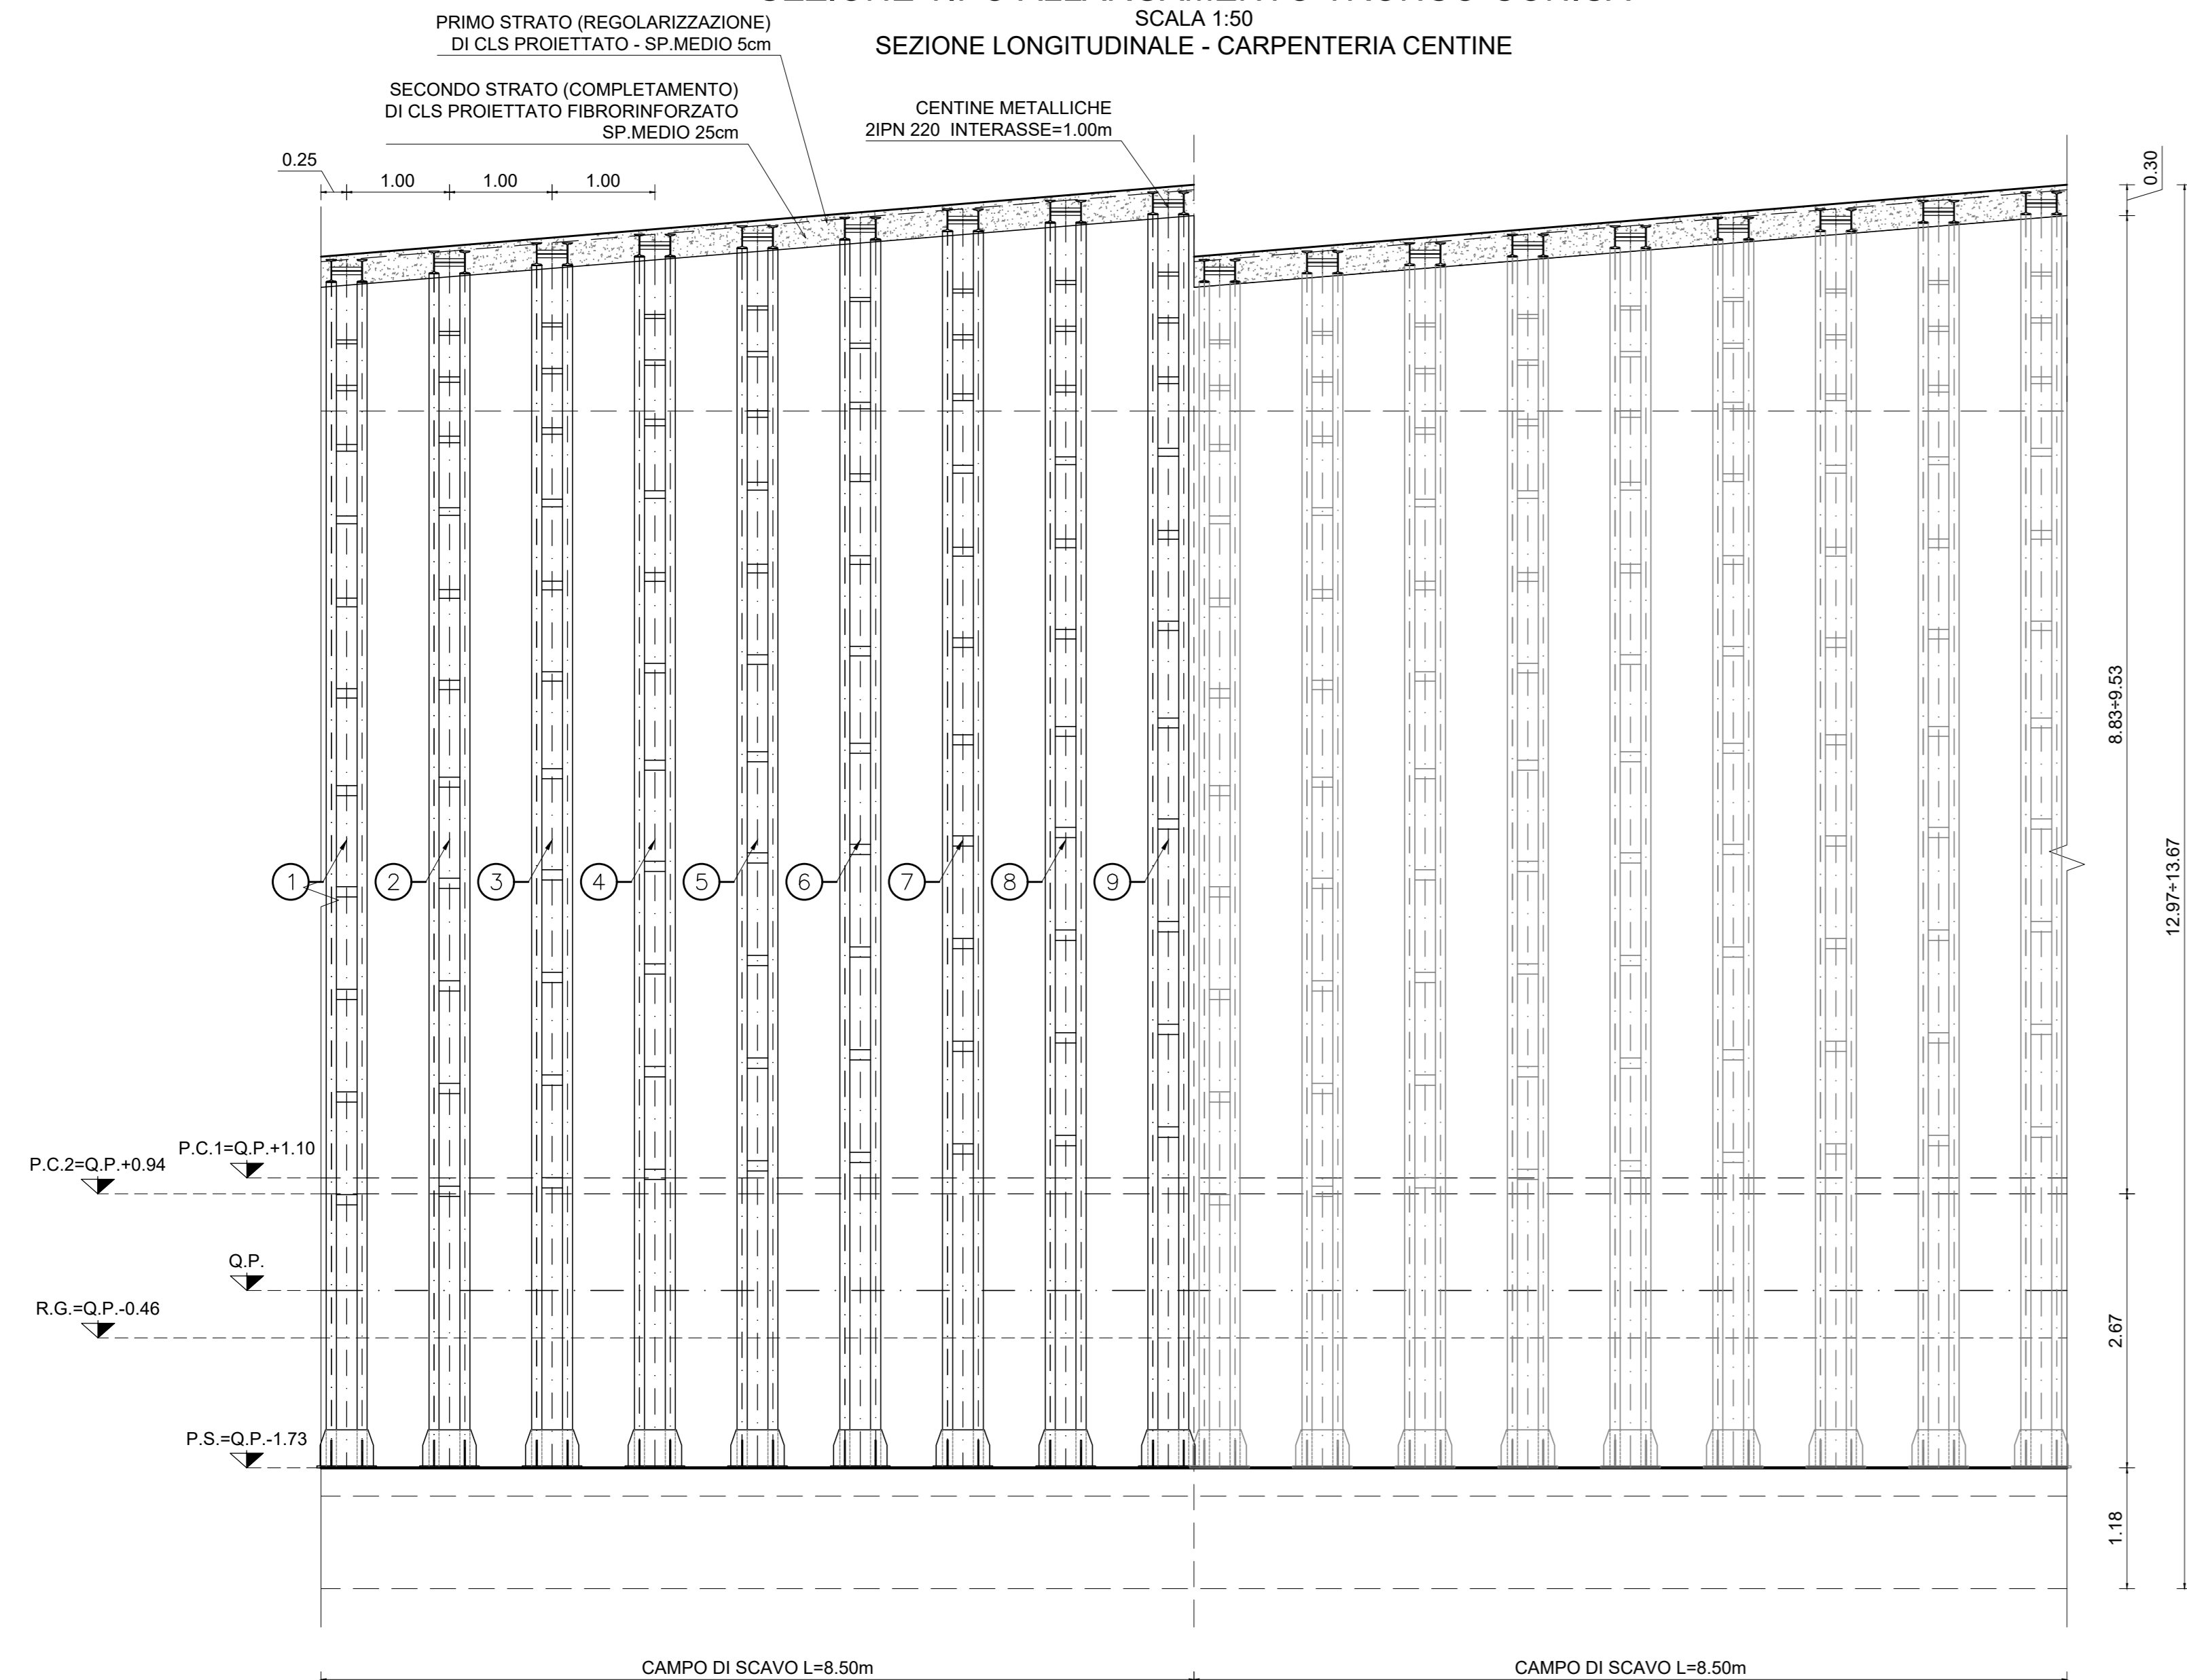 SCALA 1:50
SEZIONE LONGITUDINALE - CARPENTERIA CENTINE
PRIMO STRATO (REGOLARIZZAZIONE)
DI CLS PROIETTATO - SP.MEDIO 5cm
SECONDO STRATO (COMPLETAMENTO)
DI CLS PROIETTATO FIBRORINFORZATO
SP.MEDIO 25cm
CENTINE METALLICHE
2IPN 220 INTERASSE=1.00m
0.25
1.00
1.00
1.00
0.30
8.83÷9.53
12.97÷13.67
1
2
3
4
5
6
7
8
9
P.C.1=Q.P.+1.10
P.C.2=Q.P.+0.94
Q.P.
R.G.=Q.P.-0.46
2.67
P.S.=Q.P.-1.73
1.18
CAMPO DI SCAVO L=8.50m
CAMPO DI SCAVO L=8.50m